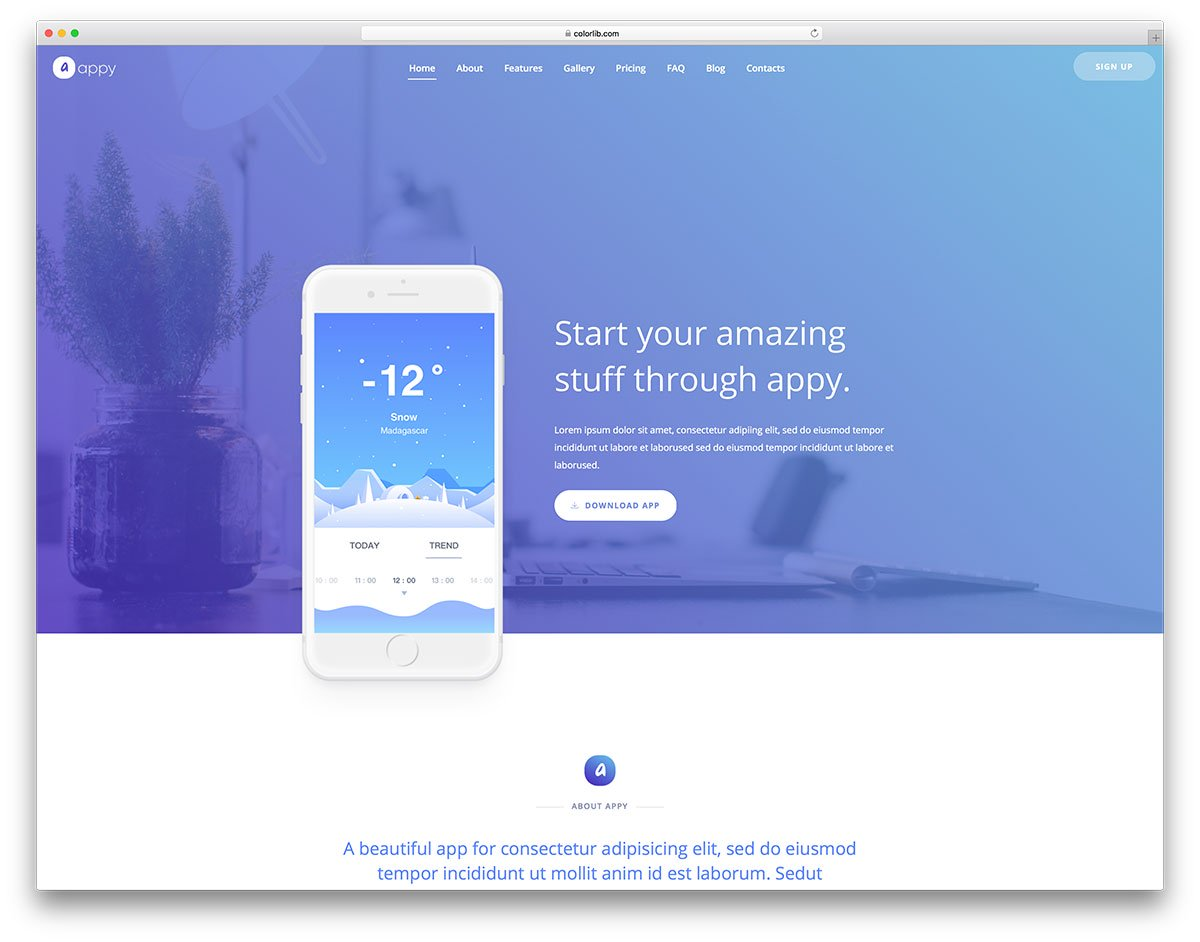 colorlib.com
a appy
Home About Features Gallery Pricing FAQ Blog Contacts
SIGN UP
-12°
Snow
Madagascar
TODAY TREND
10 : 00 11 : 00 12 : 00 13 : 00 14 : 00
Start your amazing
stuff through appy.
Lorem ipsum dolor sit amet, consectetur adipiing elit, sed do eiusmod tempor
incididunt ut labore et laborused sed do eiusmod tempor incididunt ut labore et
laborused.
DOWNLOAD APP
a
ABOUT APPY
A beautiful app for consectetur adipisicing elit, sed do eiusmod
tempor incididunt ut mollit anim id est laborum. Sedut